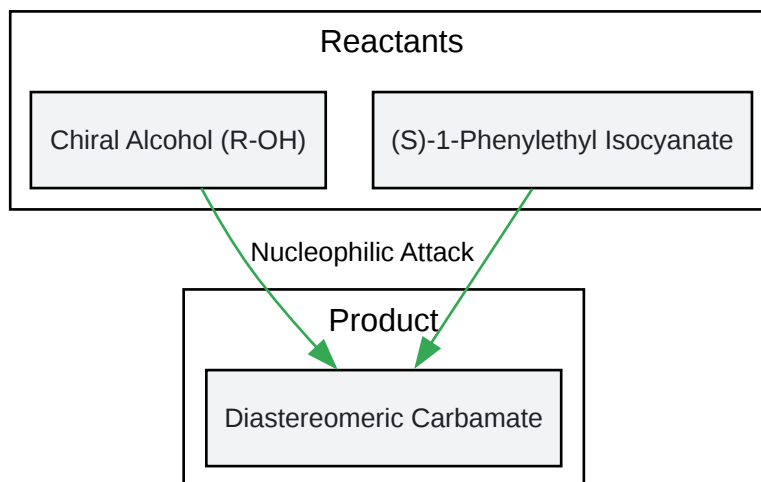 Reactants
Chiral Alcohol (R-OH)
(S)-1-Phenylethyl Isocyanate
Nucleophilic Attack
Product
Diastereomeric Carbamate